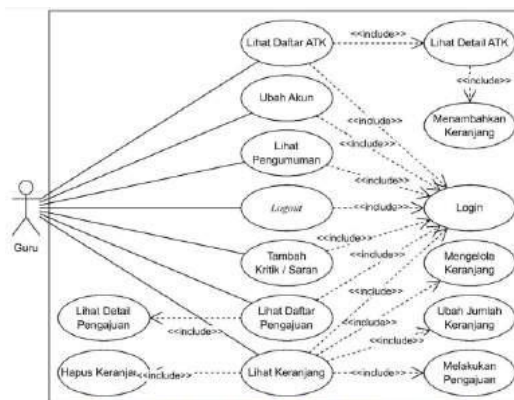 Lihat Daftar ATK
<<include>>
Lihat Detail ATK
<<include>>
Ubah Akun
<<include>>
Menambahkan
Keranjang
<<include>>
Lihat
Pengumuman
<<include>>
Guru
Logout
<<include>>
Login
<<include>>
Tambah
Kritik / Saran
<<include>>
Mengelola
Keranjang
Lihat Detail
Pengajuan
<<include>>
Lihat Daftar
Pengajuan
<<include>>
<<include>>
Ubah Jumlah
Keranjang
<<include>>
Hapus Keranjar
<<include>>
Lihat Keranjang
<<include>>
Melakukan
Pengajuan